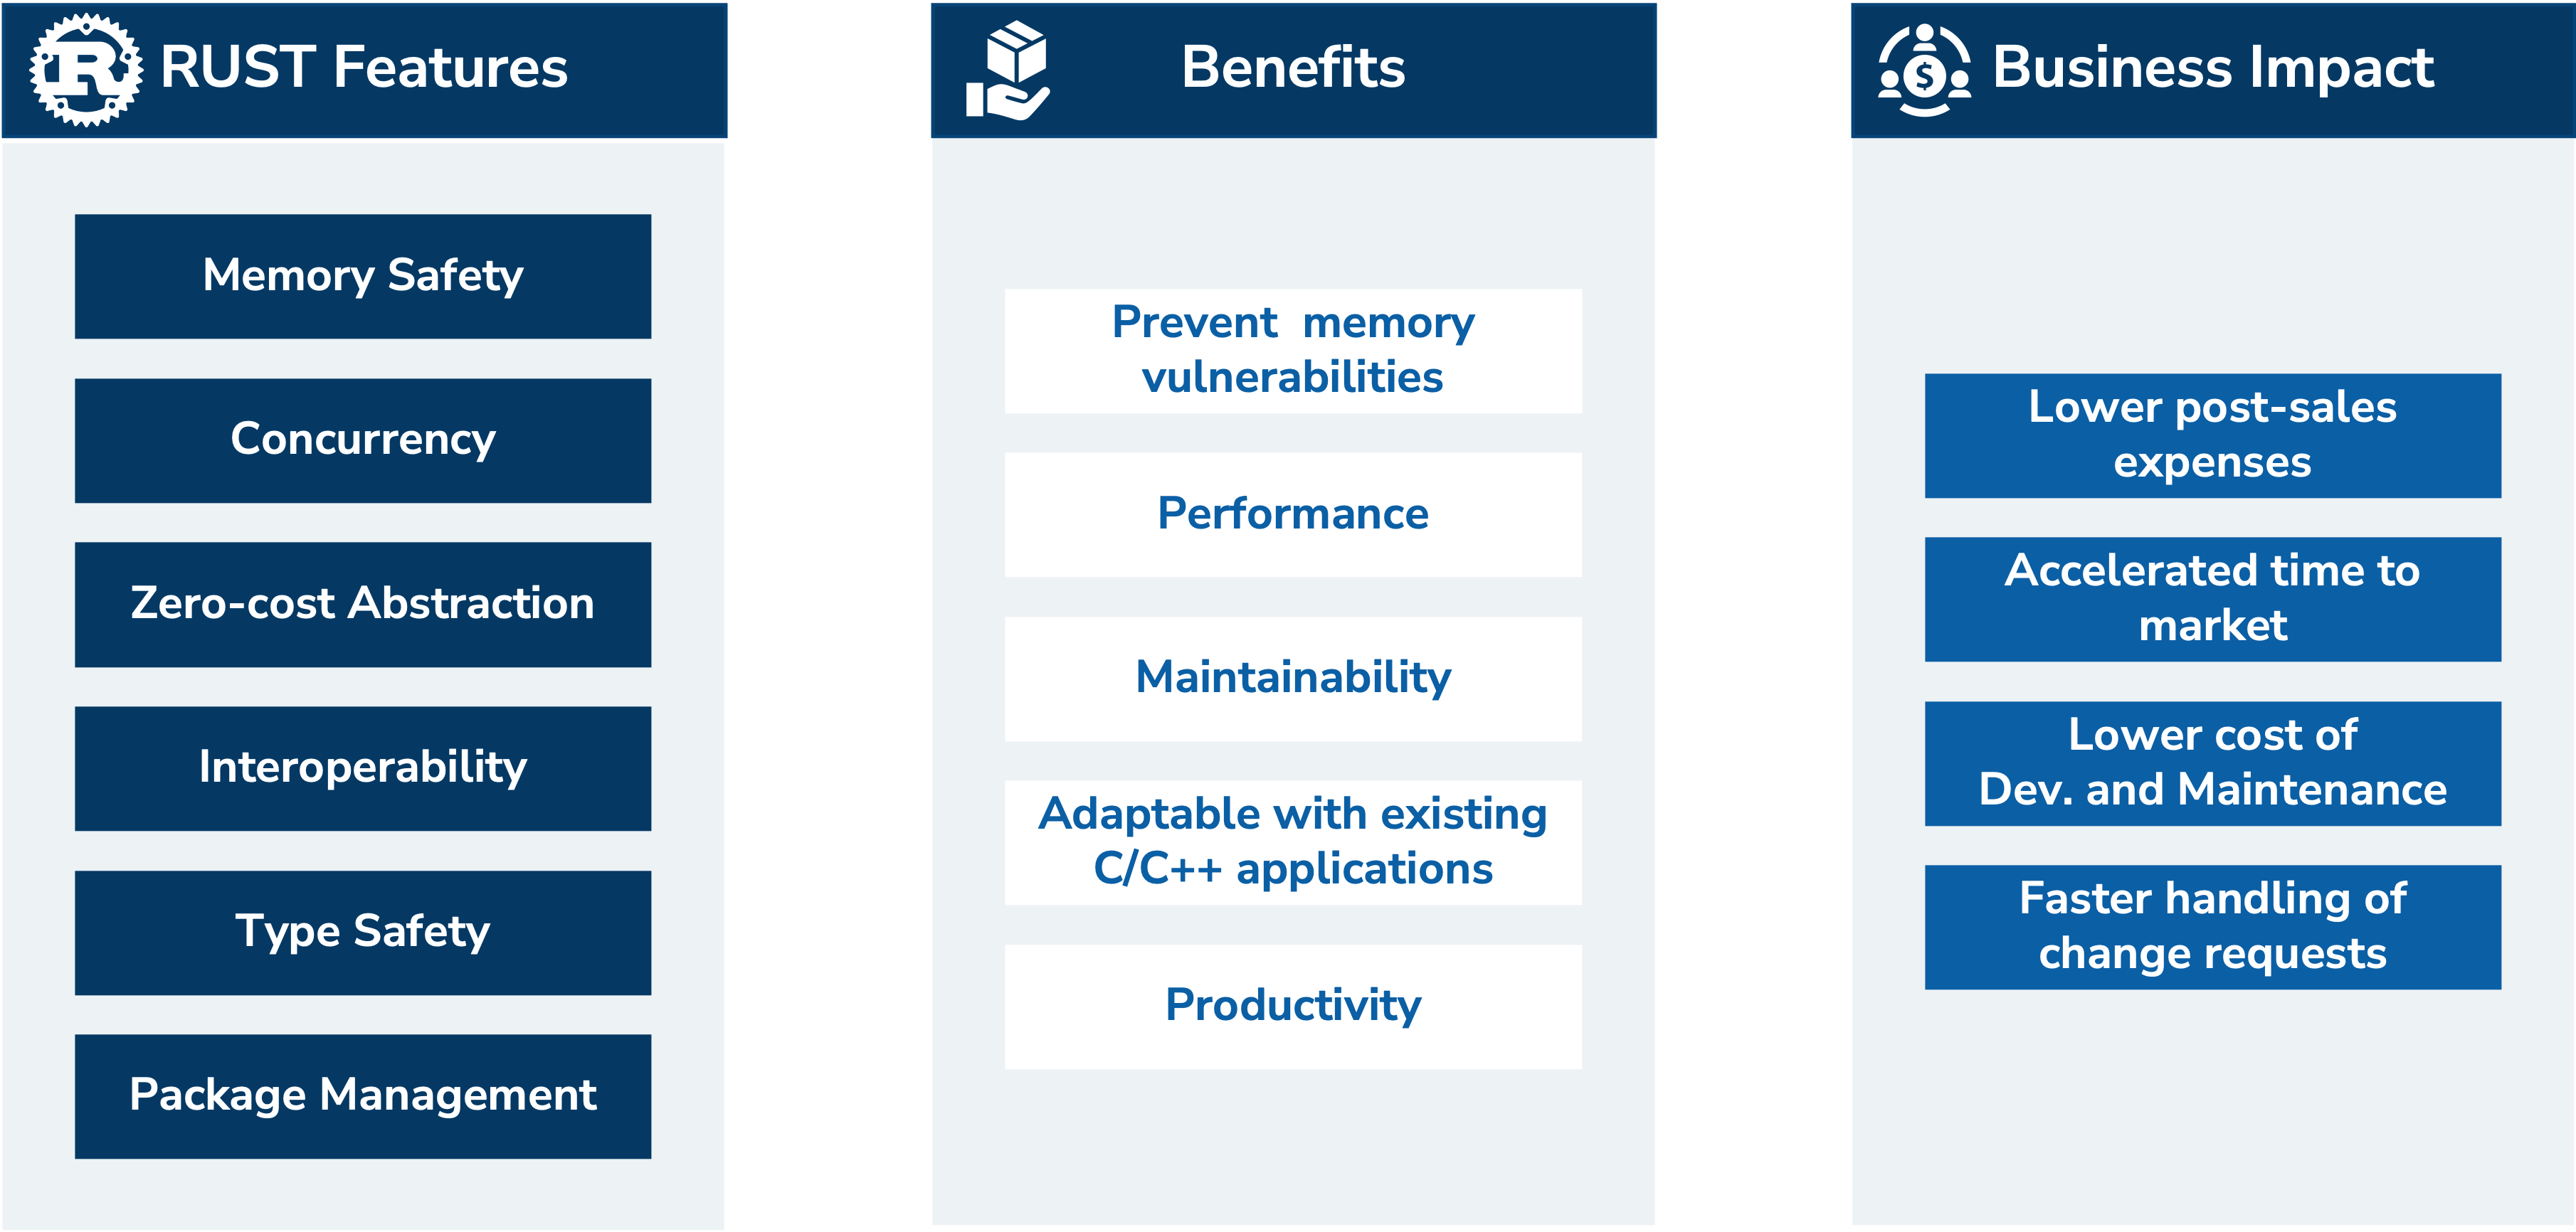 RUST Features
Memory Safety
Concurrency
Zero-cost Abstraction
Interoperability
Type Safety
Package Management
Benefits
Prevent memory
vulnerabilities
Performance
Maintainability
Adaptable with existing
C/C++ applications
Productivity
Business Impact
Lower post-sales
expenses
Accelerated time to
market
Lower cost of
Dev. and Maintenance
Faster handling of
change requests